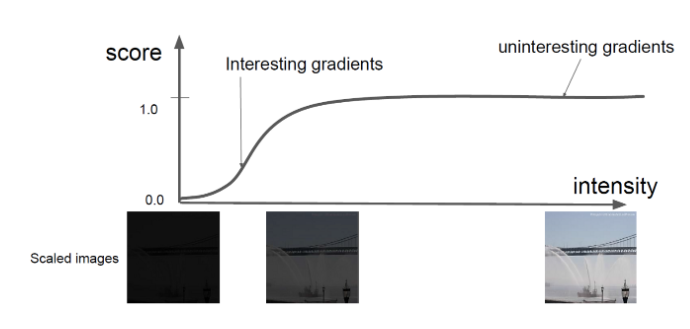 score
Interesting gradients
uninteresting gradients
1.0
0.0
intensity
Scaled images